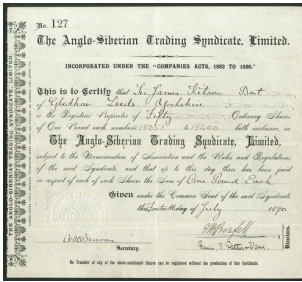 No. 127
The Anglo-Siberian Trading Syndicate, Limited.
INCORPORATED UNDER THE "COMPANIES ACTS, 1862 TO 1886."
This is to Certify that Sir James Kitson Bart
of Gledhow Leeds Yorkshire
is the Registered Proprietor of Fifty Ordinary Shares
of One Pound each numbered 15351 to 15400 both inclusive, in
The Anglo-Siberian Trading Syndicate, Limited,
subject to the Memorandum of Association and the Rules and Regulations
of the said Syndicate, and that up to this day there has been paid
in respect of each of such Shares the Sum of One Pound Each
Given under the Common Seal of the said Syndicate
this day of July 1890.
Secretary.
No Transfer of any of the above-mentioned Shares can be registered without the production of this Certificate.
THE ANGLO-SIBERIAN TRADING SYNDICATE, LIMITED.